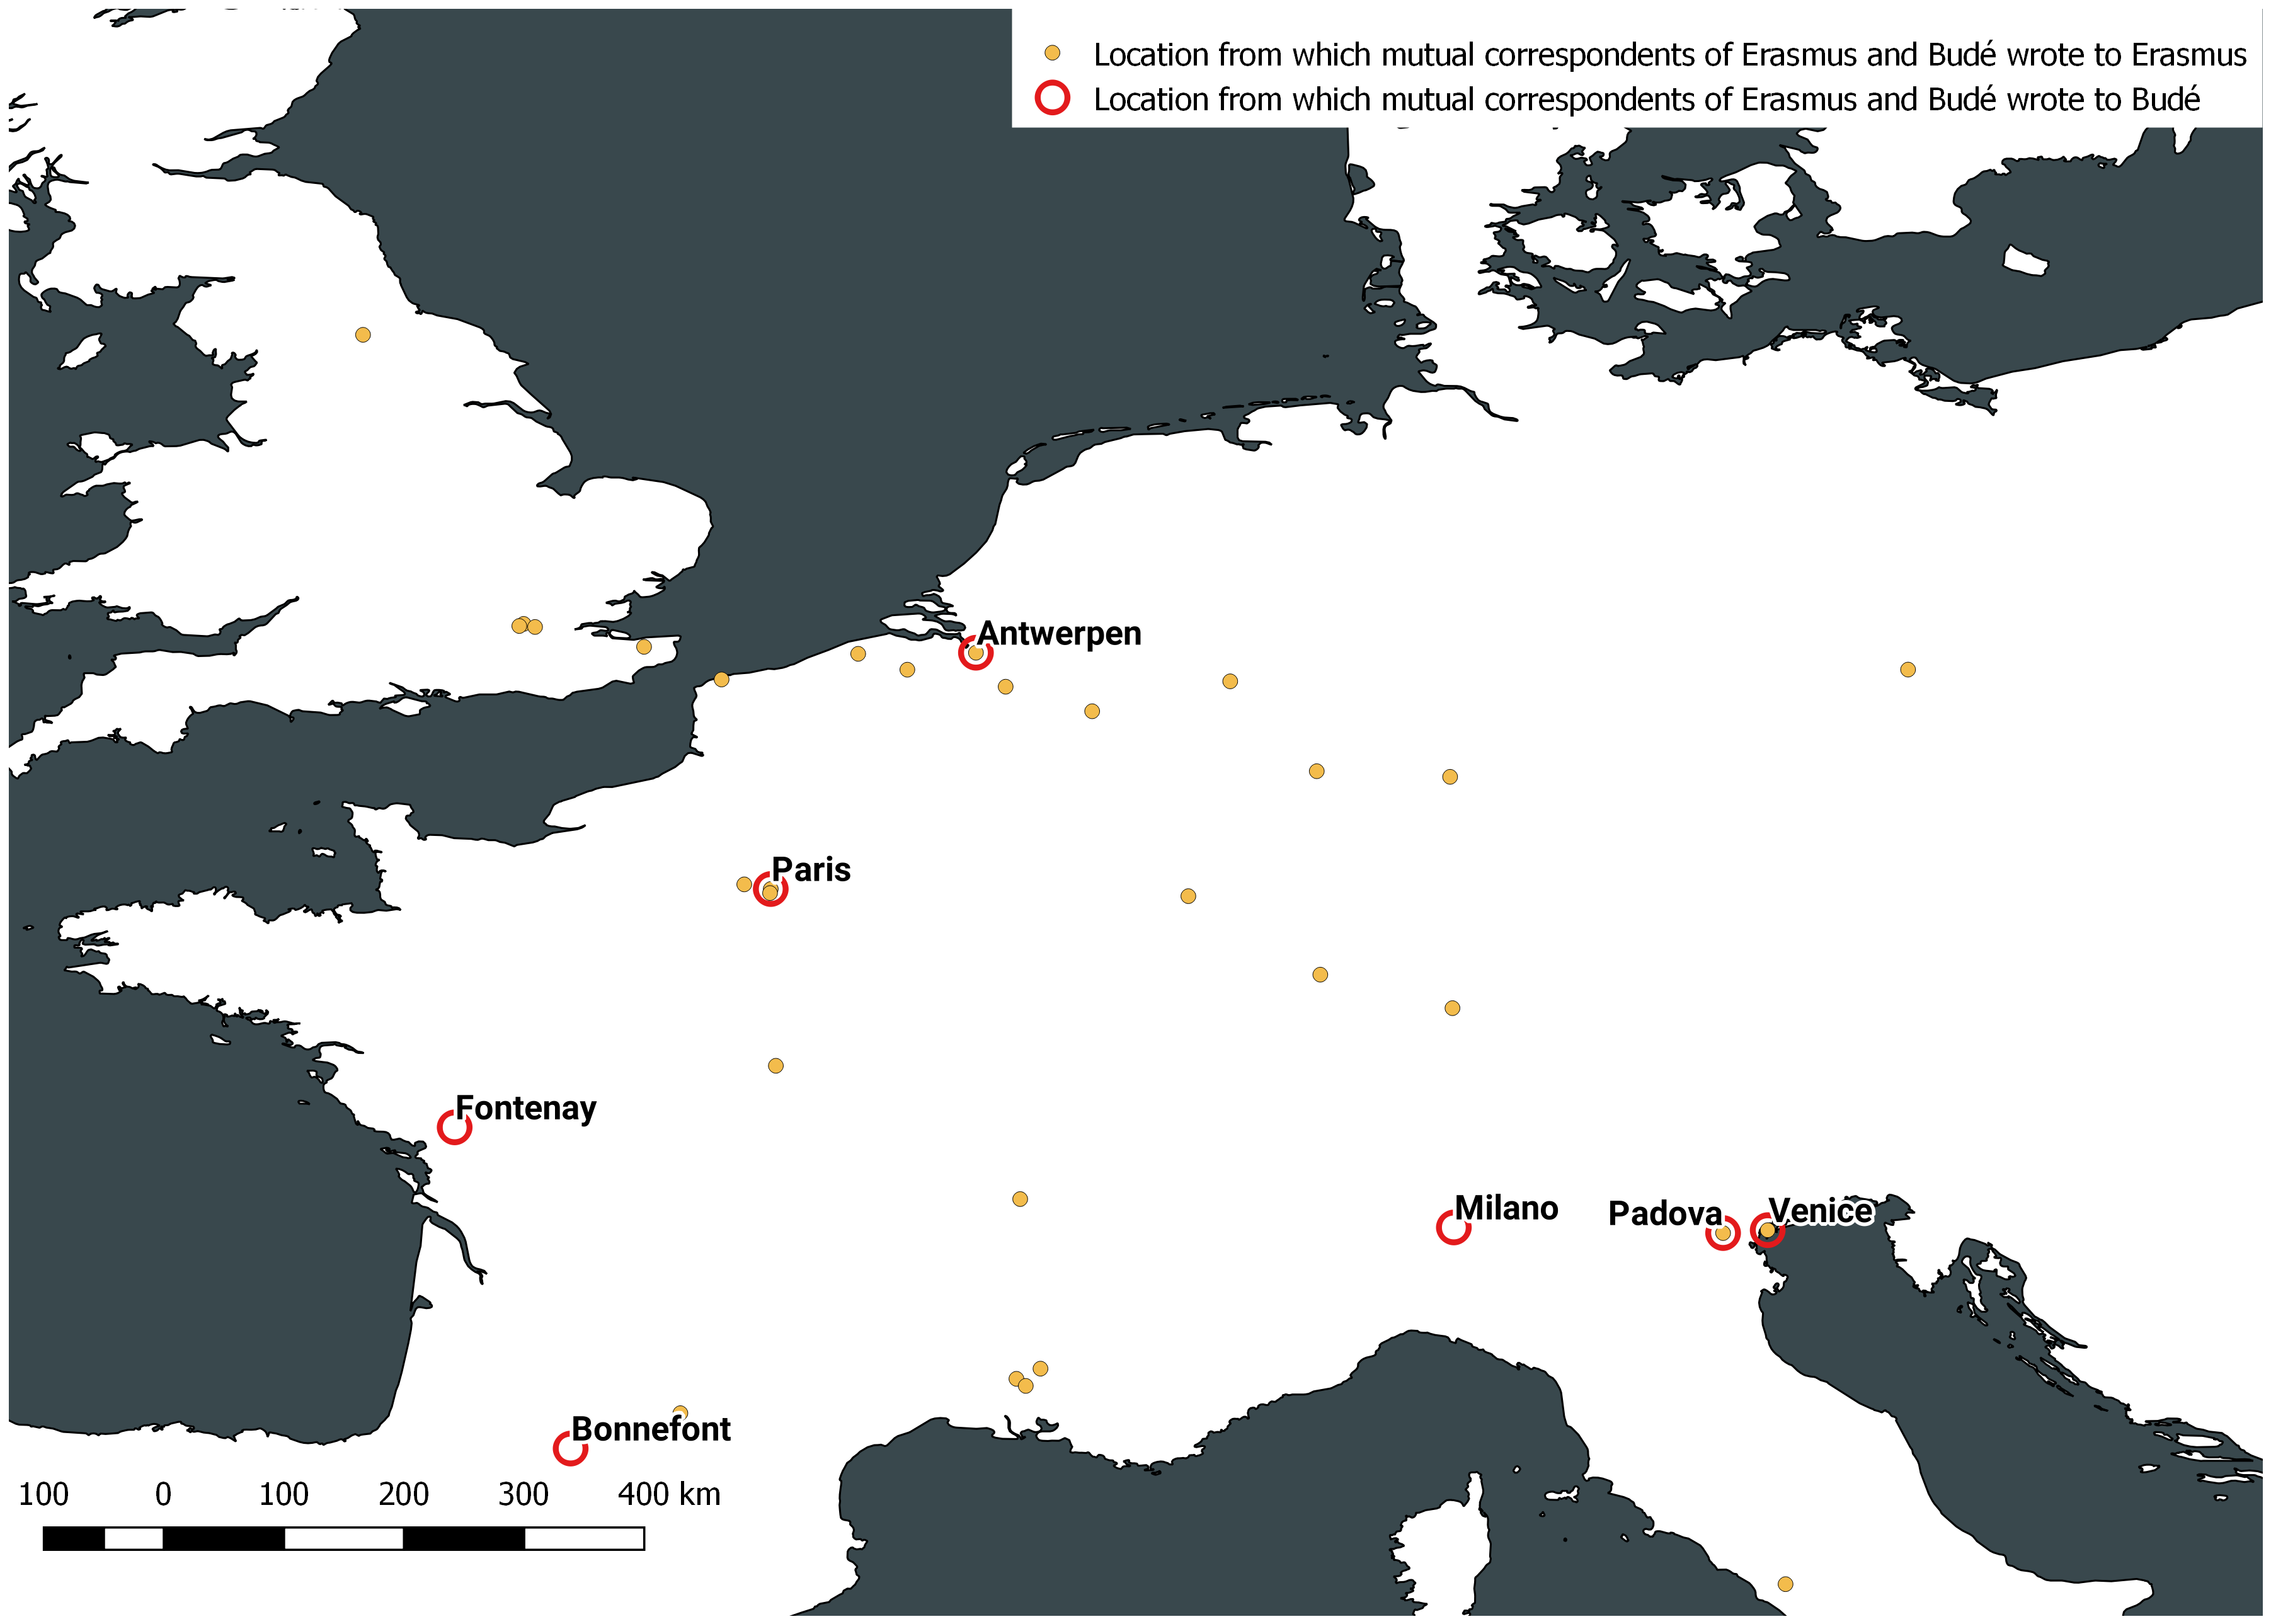 Location from which mutual correspondents of Erasmus and Budé wrote to Erasmus
Location from which mutual correspondents of Erasmus and Budé wrote to Budé
Antwerpen
Paris
Fontenay
Milano
Padova
Venice
Bonnefont
100 0 100 200 300 400 km